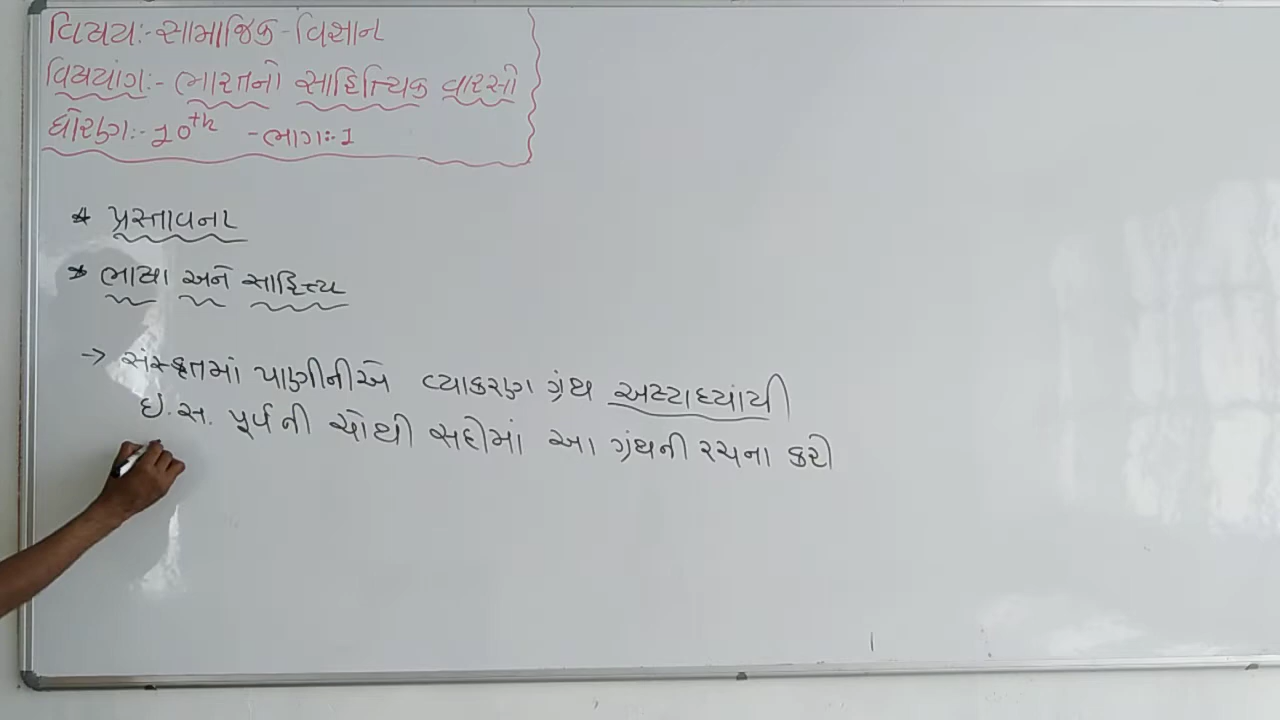 વિષય:- સામાજિક - વિજ્ઞાન
વિષયાંગ:- ભારતનો સાહિત્યિક વારસો
ધોરણ:- 10th - ભાગ:- 1
* પ્રસ્તાવના
* ભાષા અને સાહિત્ય
→ સંસ્કૃતમાં પાણીનીએ વ્યાકરણ ગ્રંથ અષ્ટાધ્યાંયી
ઇ.સ. પૂર્વની ચોથી સદીમાં આ ગ્રંથની રચના કરી